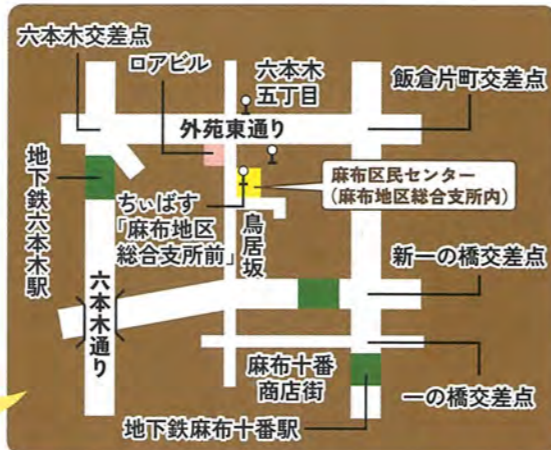 六本木交差点
ロアビル
六本木
五丁目
飯倉片町交差点
外苑東通り
地下鉄六本木駅
麻布区民センター
(麻布地区総合支所内)
ちぃばす
「麻布地区
総合支所前」
鳥居坂
新一の橋交差点
六本木通り
麻布十番
商店街
一の橋交差点
地下鉄麻布十番駅